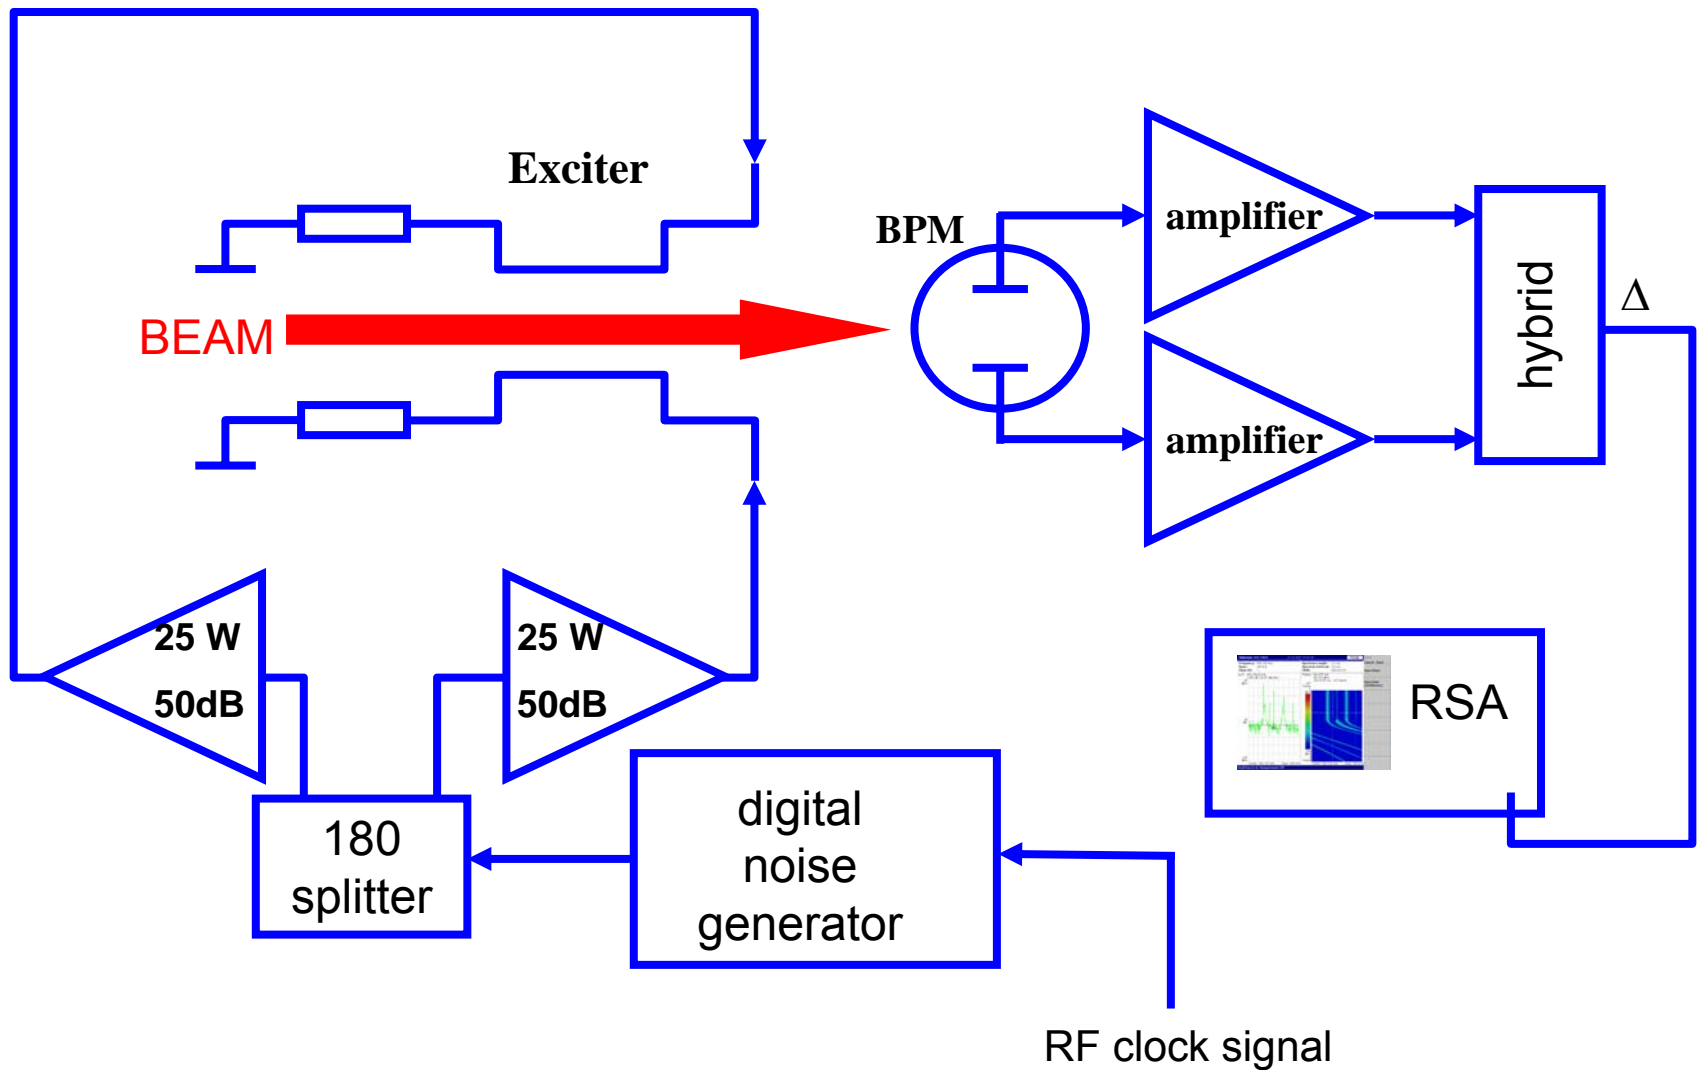 Exciter
BPM
amplifier
hybrid
Δ
BEAM
amplifier
25 W
50dB
25 W
50dB
RSA
180
splitter
digital
noise
generator
RF clock signal